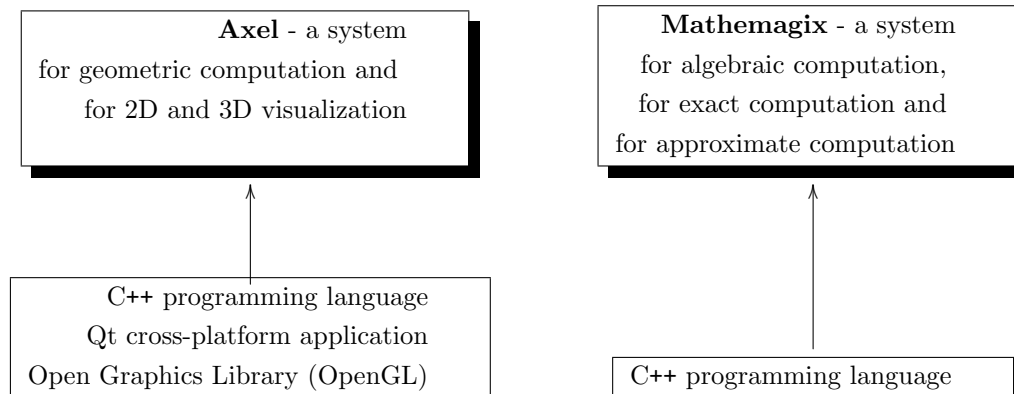 Axel - a system
for geometric computation and
for 2D and 3D visualization
Mathemagix - a system
for algebraic computation,
for exact computation and
for approximate computation
C++ programming language
Qt cross-platform application
Open Graphics Library (OpenGL)
C++ programming language